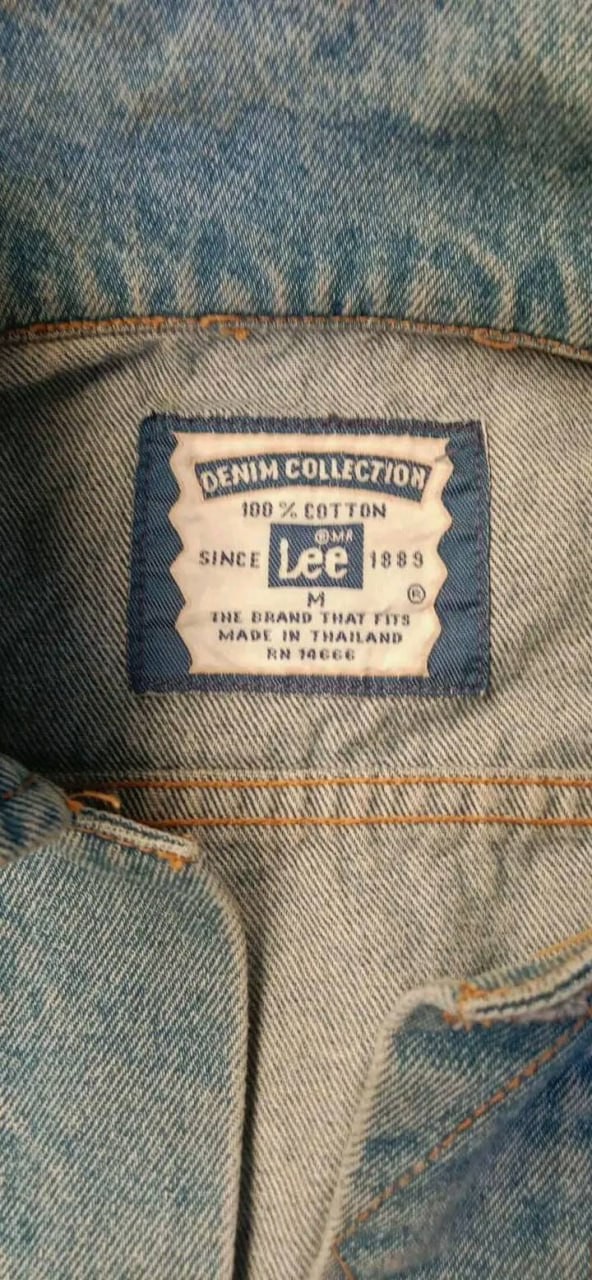 DENIM COLLECTION
100% COTTON
®MR
SINCE Lee 1889
M ®
THE BRAND THAT FITS
MADE IN THAILAND
RN 14666